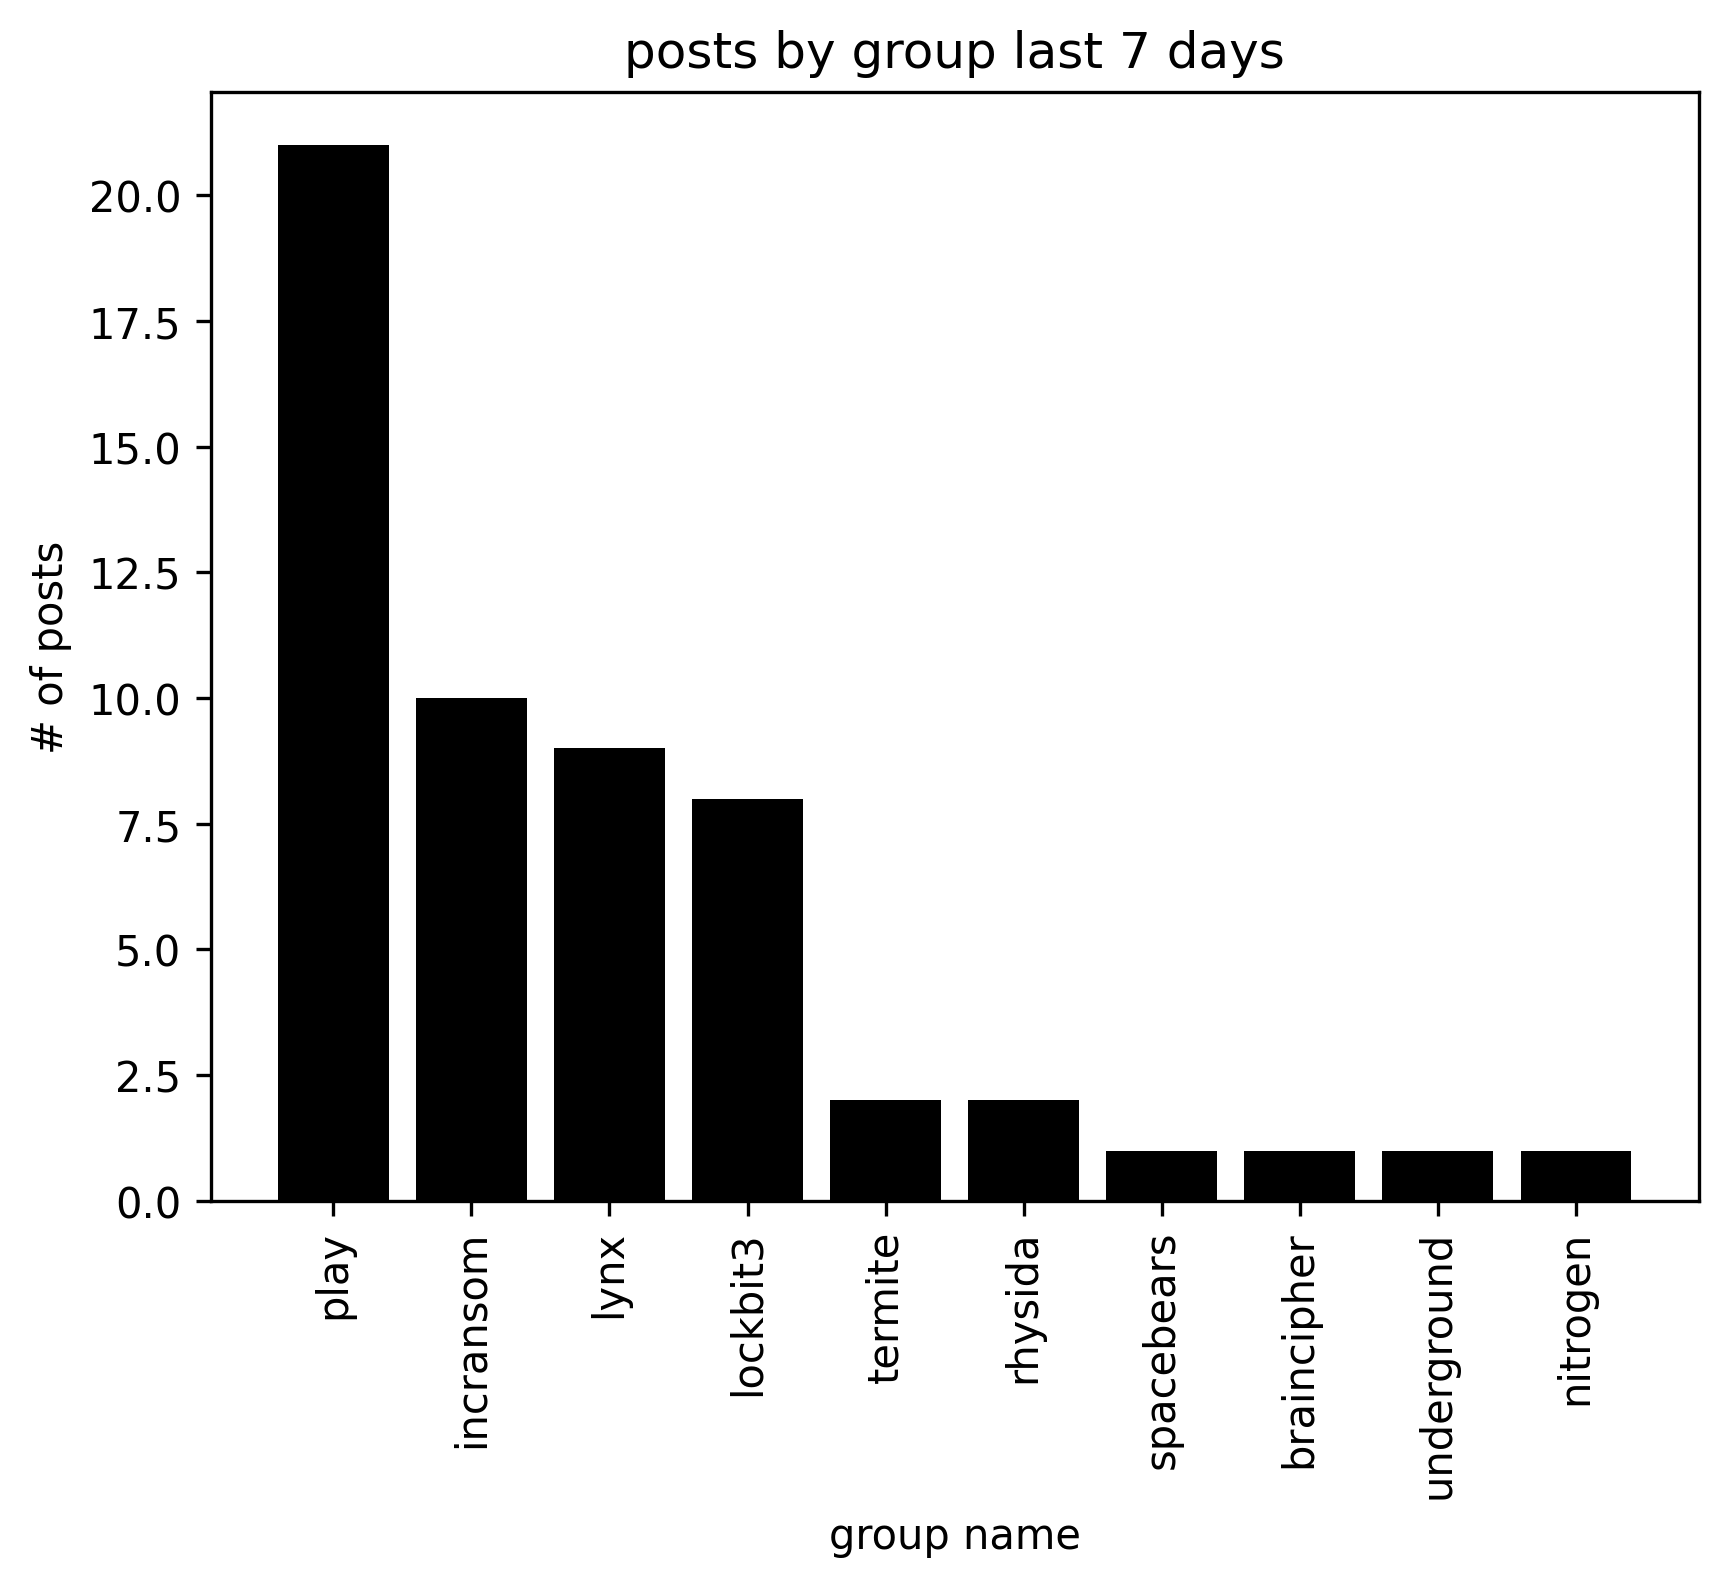 posts by group last 7 days
# of posts
20.0
17.5
15.0
12.5
10.0
7.5
5.0
2.5
0.0
play
incransom
lynx
lockbit3
termite
rhysida
spacebears
braincipher
underground
nitrogen
group name